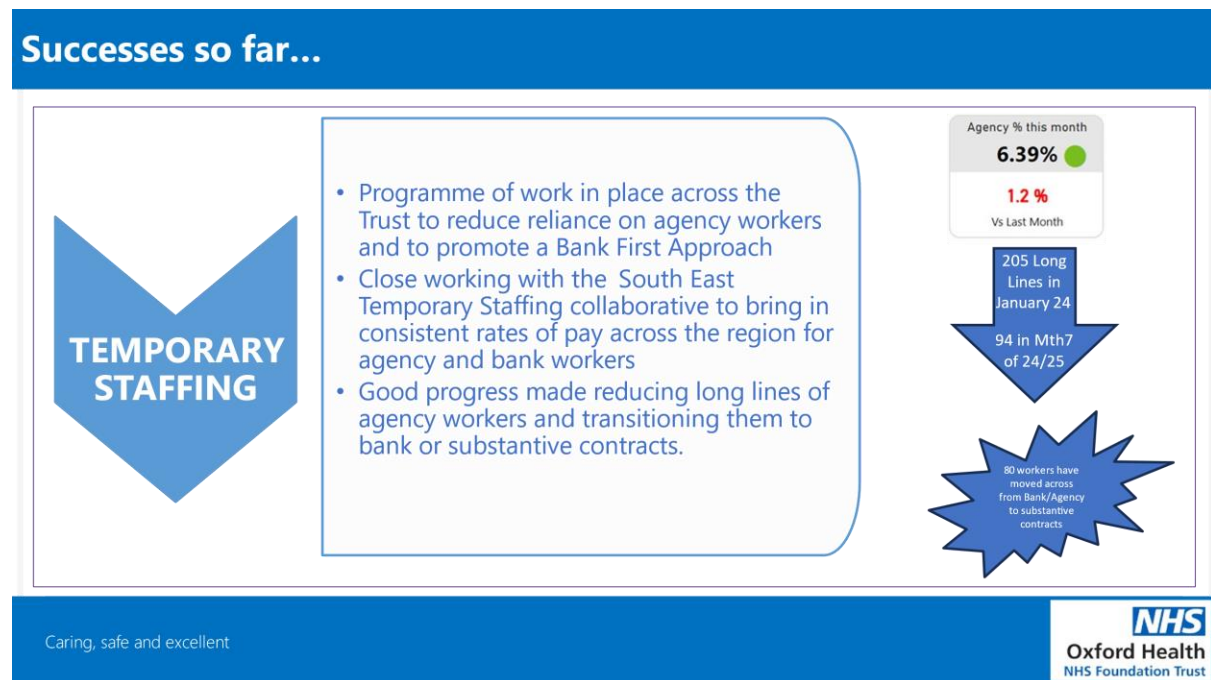 Successes so far...
TEMPORARY
STAFFING
• Programme of work in place across the
Trust to reduce reliance on agency workers
and to promote a Bank First Approach
• Close working with the  South East
Temporary Staffing collaborative to bring in
consistent rates of pay across the region for
agency and bank workers
• Good progress made reducing long lines of
agency workers and transitioning them to
bank or substantive contracts.
Agency % this month
6.39%
1.2 %
Vs Last Month
205 Long
Lines in
January 24
94 in Mth7
of 24/25
80 workers have
moved across
from Bank/Agency
to substantive
contracts
Caring, safe and excellent
NHS
Oxford Health
NHS Foundation Trust